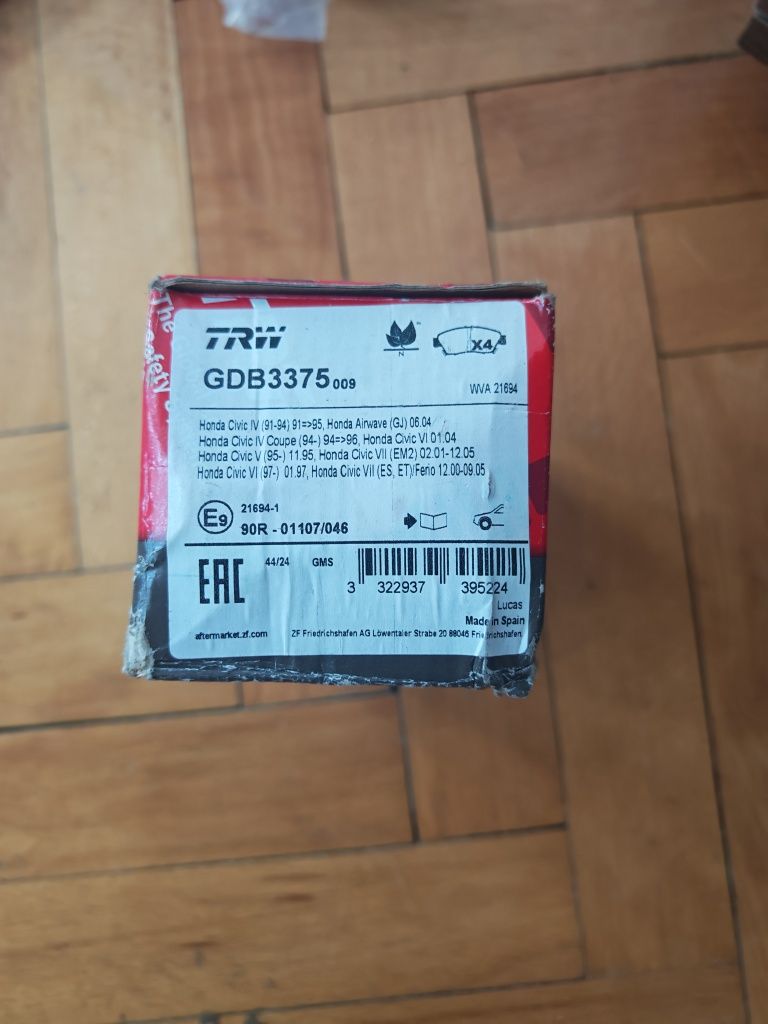 The
safety
TRW
N
X4
GDB3375 009
WVA 21694
Honda Civic IV (91-94) 91=>95, Honda Airwave (GJ) 06.04
Honda Civic IV Coupe (94-) 94=>96, Honda Civic VI 01.04
Honda Civic V (95-) 11.95, Honda Civic VII (EM2) 02.01-12.05
Honda Civic VI (97-) 01.97, Honda Civic VII (ES, ET)/Ferio 12.00-09.05
E9
21694-1
90R - 01107/046
EAC
44/24
GMS
3 322937 395224
Lucas
Made in Spain
aftermarket.zf.com
ZF Friedrichshafen AG Löwentaler Strabe 20 88046 Friedrichshafen.